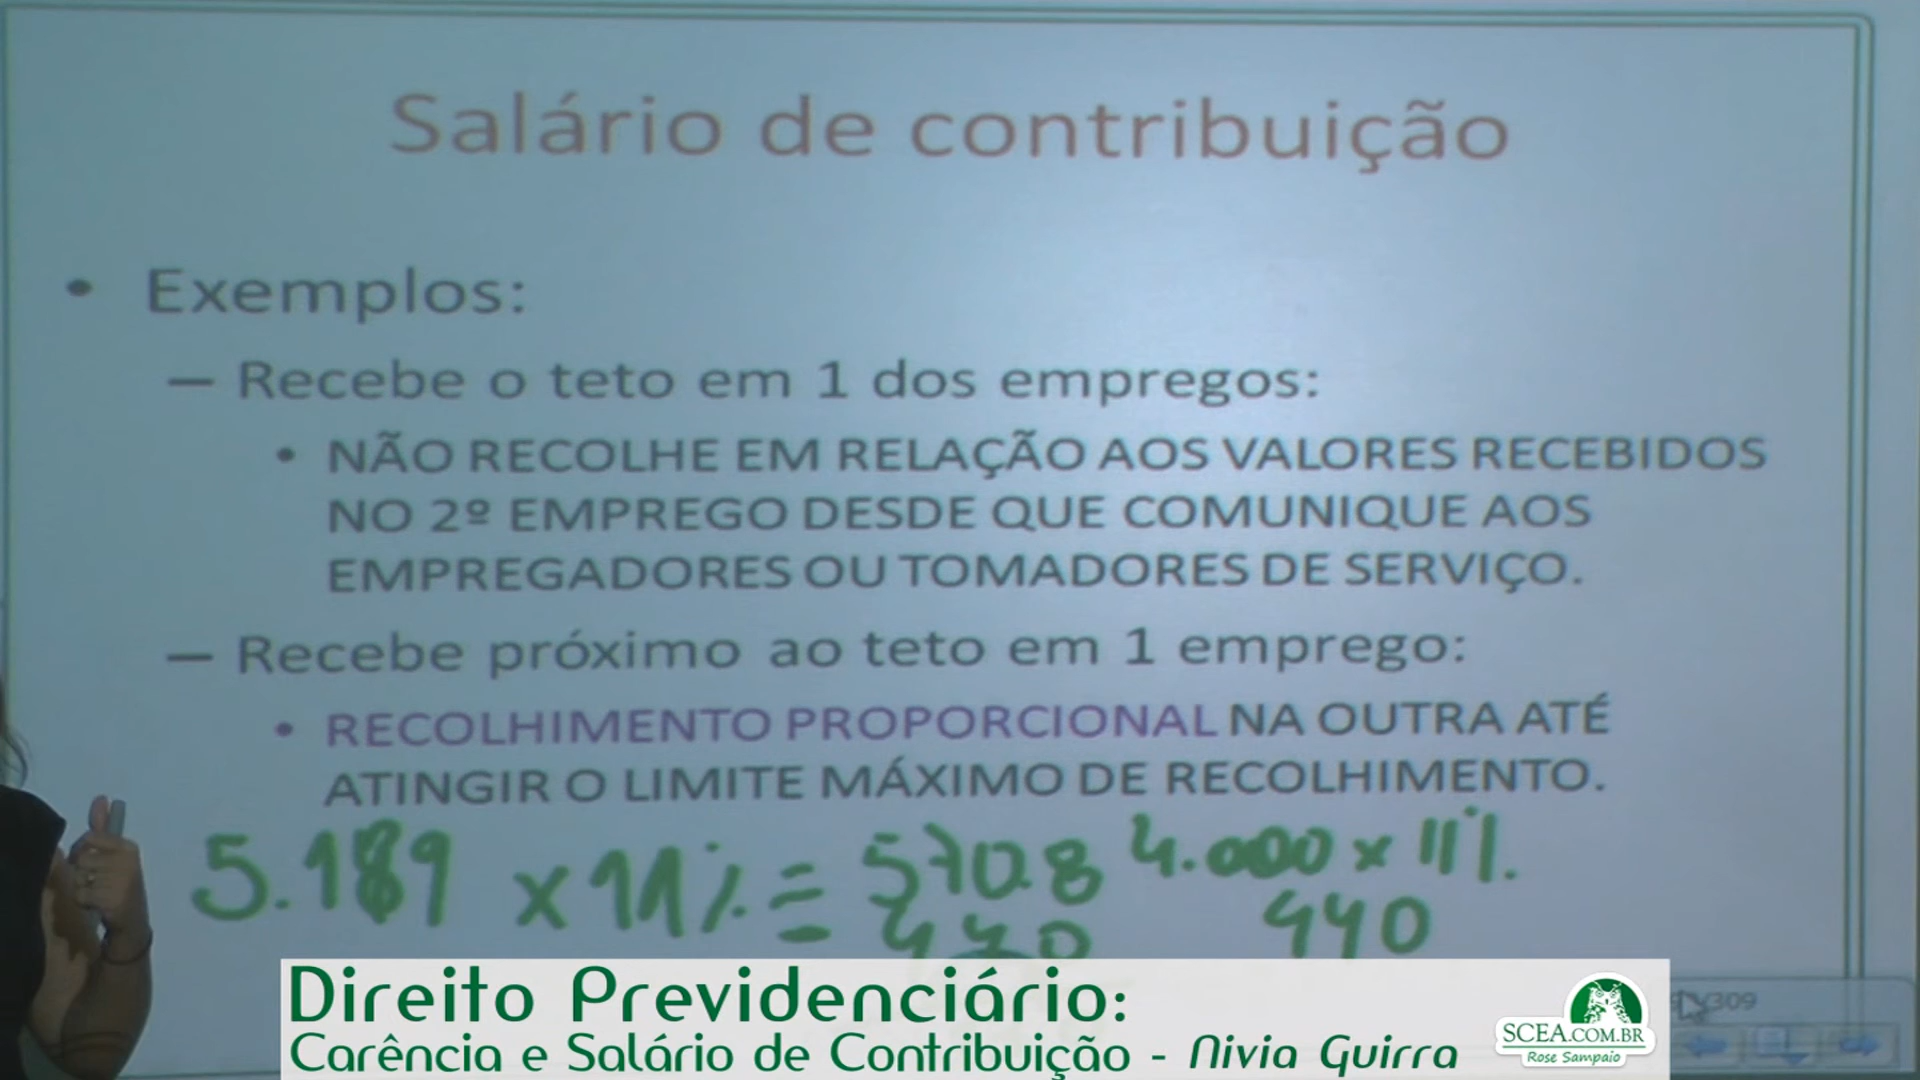 Salário de contribuição
• Exemplos:
– Recebe o teto em 1 dos empregos:
• NÃO RECOLHE EM RELAÇÃO AOS VALORES RECEBIDOS
NO 2º EMPREGO DESDE QUE COMUNIQUE AOS
EMPREGADORES OU TOMADORES DE SERVIÇO.
– Recebe próximo ao teto em 1 emprego:
• RECOLHIMENTO PROPORCIONAL NA OUTRA ATÉ
ATINGIR O LIMITE MÁXIMO DE RECOLHIMENTO.
5.189 x 11% = 570.8
- 440
4.000 x 11%.
440
Direito Previdenciário:
Carência e Salário de Contribuição - Nivia Guirra
SCEA.COM.BR
Rose Sampaio